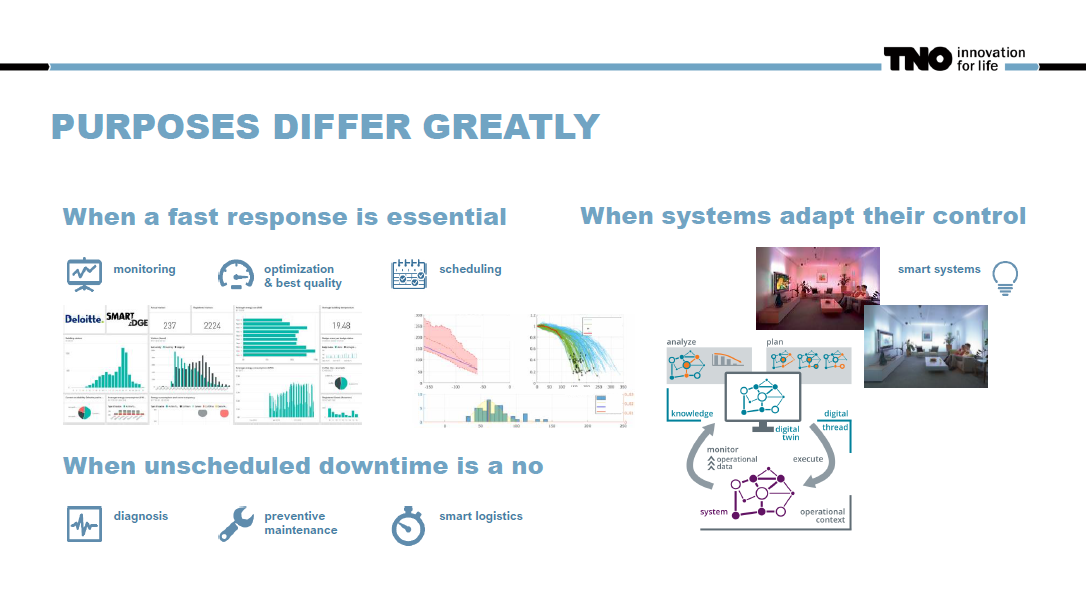 TNO innovation
for life
PURPOSES DIFFER GREATLY
When a fast response is essential
monitoring
optimization
& best quality
scheduling
Deloitte.
SMART
EDGE
237
2224
1948
When unscheduled downtime is a no
diagnosis
preventive
maintenance
smart logistics
When systems adapt their control
smart systems
analyze
plan
knowledge
digital
twin
digital
thread
monitor
operational
data
execute
system
operational
context